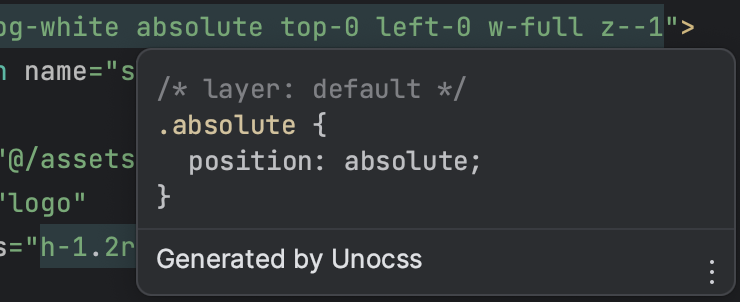 og-white absolute top-0 left-0 w-full z--1">
n name="s
/* layer: default */
.absolute {
"@/assets
position: absolute;
"logo"
}
s="h-1.2r
Generated by Unocss